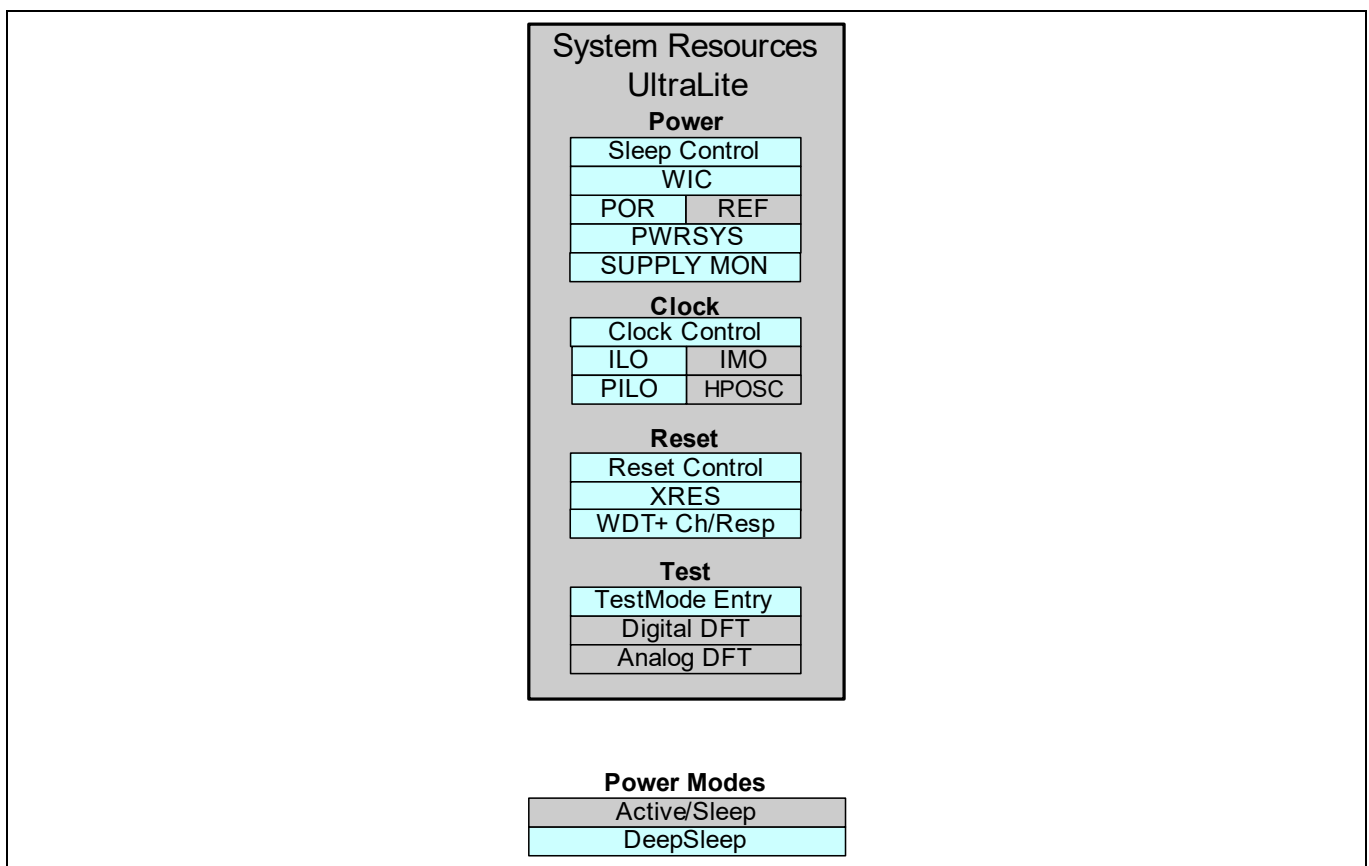 System Resources
UltraLite
Power
Sleep Control
WIC
POR REF
PWRSYS
SUPPLY MON
Clock
Clock Control
ILO IMO
PILO HPOSC
Reset
Reset Control
XRES
WDT+ Ch/Resp
Test
TestMode Entry
Digital DFT
Analog DFT
Power Modes
Active/Sleep
DeepSleep